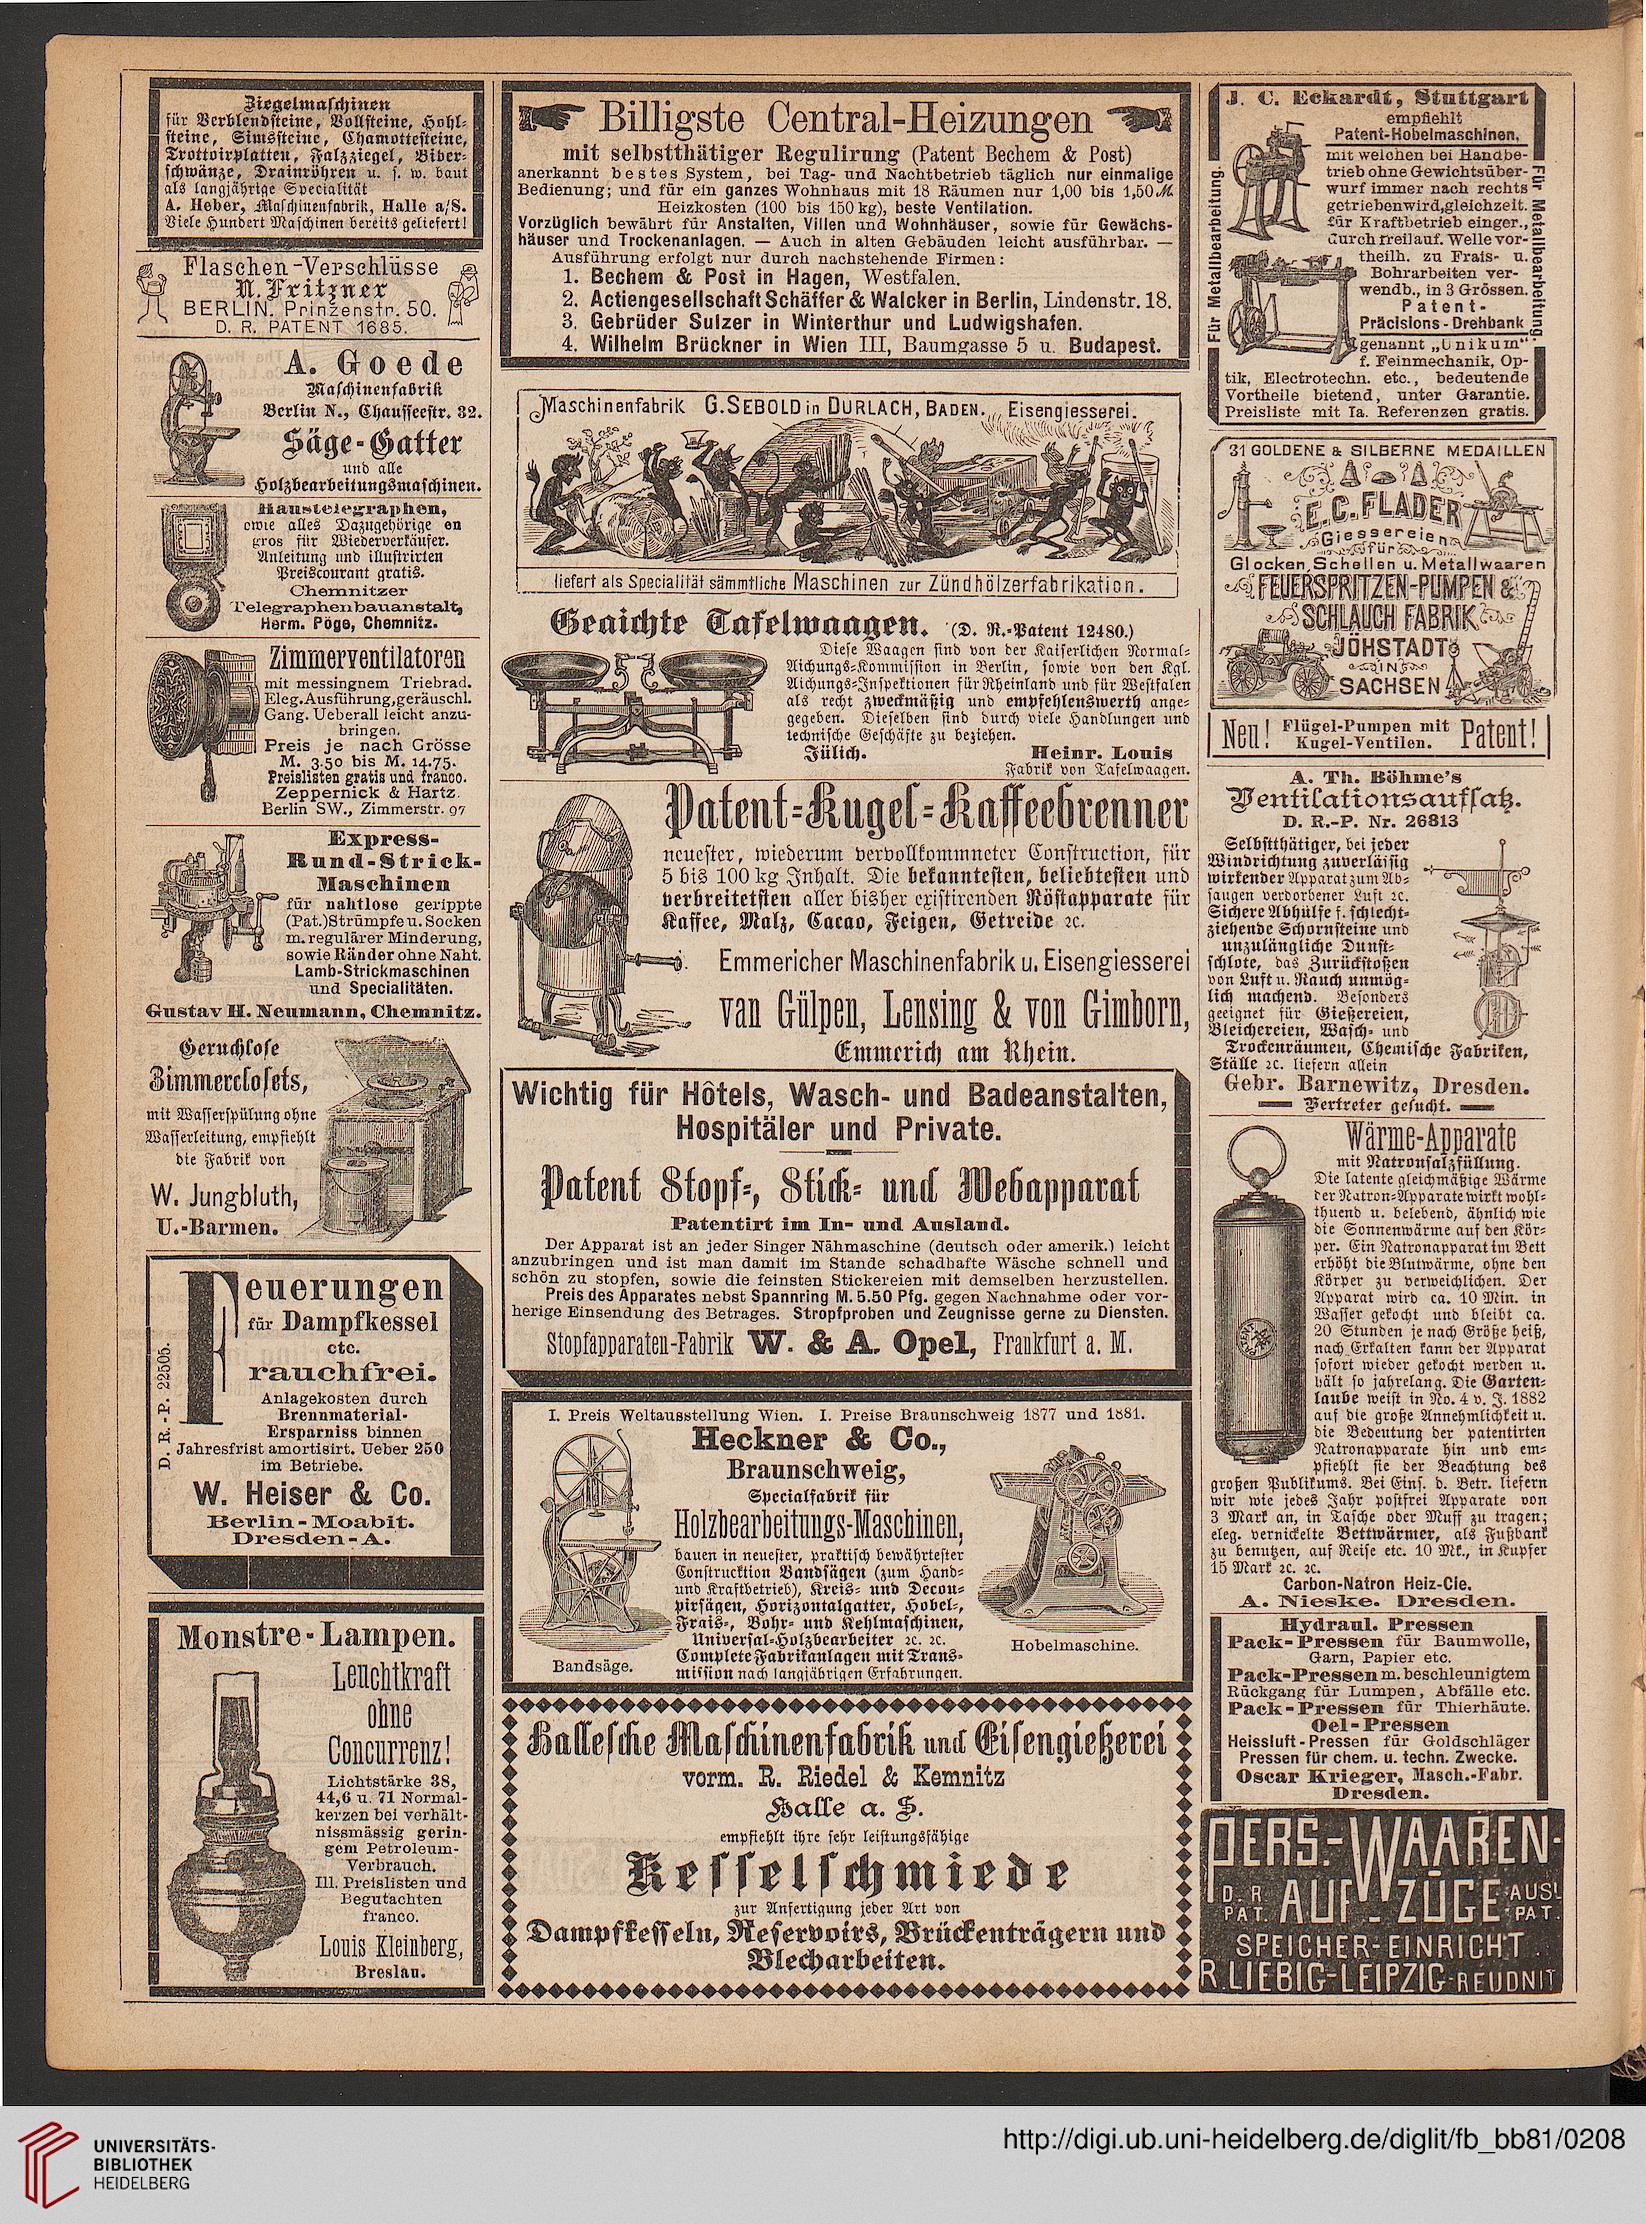 Ziegelmaschinen
für Verblendsteine, Vollsteine, Hohl-
steine, Simssteine, Chamottesteine,
Trottoirplatten, Falzziegel, Biber-
schwänze, Drainröhren u. s. w. baut
als langjährige Specialität
A. Heber, Maschinenfabrik, Halle a/S.
Viele Hundert Maschinen bereits geliefert!
Flaschen-Verschlüsse
N. Fritzner
BERLIN. Prinzenstr. 50.
D. R. PATENT 1685.
A. Goede
Maschinenfabrik
Berlin N., Chausseestr. 32.
Säge-Gatter
und alle
Holzbearbeitungsmaschinen.
Haustelegraphen,
owie alles Dazugehörige en
gros für Wiederverkäufer.
Anleitung und illustrirten
Preiscourant gratis.
Chemnitzer
Telegraphenbauanstalt,
Herm. Pöge, Chemnitz.
Zimmerventilatoren
mit messingnem Triebrad.
Eleg. Ausführung, geräuschl.
Gang. Ueberall leicht anzu-
bringen.
Preis je nach Grösse
M. 3.50 bis M. 14.75.
Preislisten gratis und franco.
Zeppernick & Hartz
Berlin SW., Zimmerstr. 97
Express-
Rund-Strick-
Maschinen
für nahtlose gerippte
(Pat.) Strümpfe u. Socken
m. regulärer Minderung,
sowie Ränder ohne Naht.
Lamb-Strickmaschinen
und Specialitäten.
Gustav H. Neumann, Chemnitz.
Geruchlose
Zimmerclosets,
mit Wasserspülung ohne
Wasserleitung, empfiehlt
die Fabrik von
W. Jungbluth,
U.-Barmen.
Feuerungen
für Dampfkessel
etc.
rauchfrei.
Anlagekosten durch
Brennmaterial-
Ersparniss binnen
Jahresfrist amortisirt. Ueber 250
im Betriebe.
D. R. -P. 22505.
W. Heiser & Co.
Berlin-Moabit.
Dresden-A.
Monstre-Lampen.
Leuchtkraft
ohne
Concurrenz!
Lichtstärke 38,
44,6 u. 71 Normal-
kerzen bei verhält-
nissmässig gerin-
gem Petroleum-
Verbrauch.
Ill. Preislisten und
Begutachten
franco.
Louis Kleinberg,
Breslau.
Billigste Central-Heizungen
mit selbstthätiger Regulirung (Patent Bechem & Post)
anerkannt bestes System, bei Tag- und Nachtbetrieb täglich nur einmalige
Bedienung; und für ein ganzes Wohnhaus mit 18 Räumen nur 1,00 bis 1,50 M.
Heizkosten (100 bis 150 kg), beste Ventilation.
Vorzüglich bewährt für Anstalten, Villen und Wohnhäuser, sowie für Gewächs-
häuser und Trockenanlagen. — Auch in alten Gebäuden leicht ausführbar. —
Ausführung erfolgt nur durch nachstehende Firmen:
1. Bechem & Post in Hagen, Westfalen.
2. Actiengesellschaft Schäffer & Walcker in Berlin, Lindenstr. 18.
3. Gebrüder Sulzer in Winterthur und Ludwigshafen.
4. Wilhelm Brückner in Wien III, Baumgasse 5 u. Budapest.
Maschinenfabrik G. SEBOLD in DURLACH, BADEN. Eisengiesserei.
liefert als Specialität sämmtliche Maschinen zur Zündhölzerfabrikation.
Geaichte Tafelwaagen. (D. R.-Patent 12480.)
Diese Waagen sind von der Kaiserlichen Normal-
Aichungs-Kommission in Berlin, sowie von den Kgl.
Aichungs-Inspektionen für Rheinland und für Westfalen
als recht zweckmäßig und empfehlenswerth ange-
gegeben. Dieselben sind durch viele Handlungen und
technische Geschäfte zu beziehen.
Jülich. Heinr. Louis
Fabrik von Tafelwaagen.
Patent-Kugel-Kaffeebrenner
neuester, wiederum vervollkommneter Construction, für
5 bis 100 kg Inhalt. Die bekanntesten, beliebtesten und
verbreitetsten aller bisher existirenden Röstapparate für
Kaffee, Malz, Cacao, Feigen, Getreide ꝛc.
Emmericher Maschinenfabrik u. Eisengiesserei
van Gülpen, Lensing & von Gimborn,
Emmerich am Rhein.
Wichtig für Hôtels, Wasch- und Badeanstalten,
Hospitäler und Private.
Patent Stopf-, Stick- und Webapparat
Patentirt im In- und Ausland.
Der Apparat ist an jeder Singer Nähmaschine (deutsch oder amerik.) leicht
anzubringen und ist man damit im Stande schadhafte Wäsche schnell und
schön zu stopfen, sowie die feinsten Stickereien mit demselben herzustellen.
Preis des Apparates nebst Spannring M. 5.50 Pfg. gegen Nachnahme oder vor-
herige Einsendung des Betrages. Stropfproben und Zeugnisse gerne zu Diensten.
Stopfapparaten-Fabrik W. & A. Opel, Frankfurt a. M.
I. Preis Weltausstellung Wien. I. Preise Braunschweig 1877 und 1881.
Heckner & Co.,
Braunschweig,
Specialfabrik für
Holzbearbeitungs-Maschinen,
bauen in neuester, praktisch bewährtester
Construcktion Bandsägen (zum Hand-
und Kraftbetrieb), Kreis- und Decou-
pirsägen, Horizontalgatter, Hobel-,
Frais-, Bohr- und Kehlmaschinen,
Universal-Holzbearbeiter ꝛc. ꝛc.
Complete Fabrikanlagen mit Trans-
mission nach langjährigen Erfahrungen.
Bandsäge.
Hobelmaschine.
Hallesche Maschinenfabrik und Eisengießerei
vorm. R. Riedel & Kemnitz
Halle a. S.
empfiehlt ihre sehr leistungsfähige
Kesselschmiede
zur Anfertigung jeder Art von
Dampfkesseln, Reservoirs, Brückenträgern und
Blecharbeiten.
J. C. Eckardt, Stuttgart
empfiehlt
Patent-Hobelmaschinen,
mit welchen bei Handbe-
trieb ohne Gewichtsüber-
wurf immer nach rechts
getrieben wird, gleichzeit.
für Kraftbetrieb einger.,
durch freilauf. Welle vor-
theilh. zu Frais- u.
Bohrarbeiten ver-
wendb., in 3 Grössen.
Patent-
Präcisions-Drehbank
genannt „Unikum"
f. Feinmechanik, Op-
tik, Electrotechn. etc., bedeutende
Vortheile bietend, unter Garantie.
Preisliste mit Ia. Referenzen gratis.
Für Metallbearbeitung.
Für Metallbearbeitung.
31 GOLDENE & SILBERNE MEDAILLEN
E. C. FLADER
Giessereien
für
Glocken, Schellen u. Metallwaaren
FEUERSPRITZEN-PUMPEN &
SCHLAUCH FABRIK
JÖHSTADT
IN
SACHSEN
Neu! Flügel-Pumpen mit Kugel-Ventilen. Patent!
A. Th. Böhme's
Ventilationsaufsatz.
D. R.-P. Nr. 26813
Selbstthätiger, bei jeder
Windrichtung zuverläisig
wirkender Apparat zum Ab-
saugen verdorbener Luft ꝛc.
Sichere Abhülfe f. schlecht-
ziehende Schornsteine und
unzulängliche Dunst-
schlote, das Zurückstoßen
von Luft u. Rauch unmög-
lich machend. Besonders
geeignet für Gießereien,
Bleichereien, Wasch- und
Trockenräumen, Chemische Fabriken,
Ställe ꝛc. liefern allein
Gebr. Barnewitz, Dresden.
Vertreter gesucht.
Wärme-Apparate
mit Natronsalzfüllung.
Die latente gleichmäßige Wärme
der Natron-Apparate wirkt wohl-
thuend u. belebend, ähnlich wie
die Sonnenwärme auf den Kör-
per. Ein Natronapparat im Bett
erhöht die Blutwärme, ohne den
Körper zu verweichlichen. Der
Apparat wird ca. 10 Min. in
Wasser gekocht und bleibt ca.
20 Stunden je nach Größe heiß,
nach Erkalten kann der Apparat
sofort wieder gekocht werden u.
hält so jahrelang. Die Garten-
laube weist in No. 4 v. J. 1882
auf die große Annehmlichkeit u.
die Bedeutung der patentirten
Natronapparate hin und em-
pfiehlt sie der Beachtung des
großen Publikums. Bei Eins. d. Betr. liefern
wir wie jedes Jahr postfrei Apparate von
3 Mark an, in Tasche oder Muff zu tragen;
eleg. vernickelte Bettwärmer, als Fußbank
zu benutzen, auf Reise etc. 10 Mk., in Kupfer
15 Mark ꝛc. ꝛc.
Carbon-Natron Heiz-Cie.
A. Nieske. Dresden.
Hydraul. Pressen
Pack-Pressen für Baumwolle,
Garn, Papier etc.
Pack-Pressen m. beschleunigtem
Rückgang für Lumpen, Abfälle etc.
Pack-Pressen für Thierhäute.
Oel-Pressen
Heissluft-Pressen für Goldschläger
Pressen für chem. u. techn. Zwecke.
Oscar Krieger, Masch.-Fabr.
Dresden.
PERS.-WAAREN-
D. R. PAT. AUF-ZÜGE AUSL. PAT.
SPEICHER-EINRICHT.
R. LIEBIG-LEIPZIG-REUDNIT
UNIVERSITÄTS-
BIBLIOTHEK
HEIDELBERG
http://digi.ub.uni-heidelberg.de/diglit/fb_bb81/0208